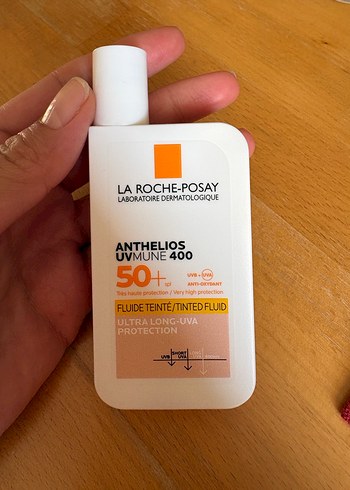 LA ROCHE-POSAY
LABORATOIRE DERMATOLOGIQUE
ANTHELIOS
UVMUNE 400
50+ SPF
UVB + UVA
ANTI-OXYDANT
Très haute protection / Very high protection
FLUIDE TEINTÉ/TINTED FLUID
ULTRA LONG-UVA
PROTECTION
UVB
SHORT
UVA